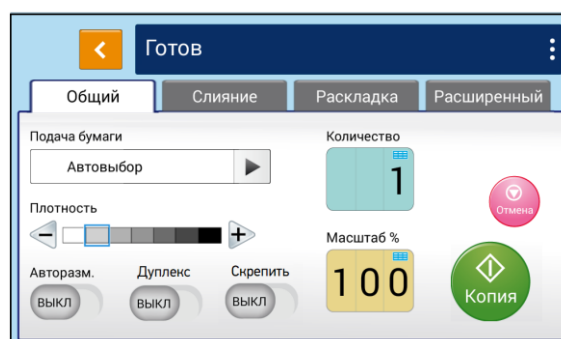 Готов
Общий
Слияние
Раскладка
Расширенный
Подача бумаги
Автовыбор
Количество
1
Отмена
Плотность
Масштаб %
100
Авторазм.
Дуплекс
Скрепить
ВЫКЛ
ВЫКЛ
ВЫКЛ
Копия